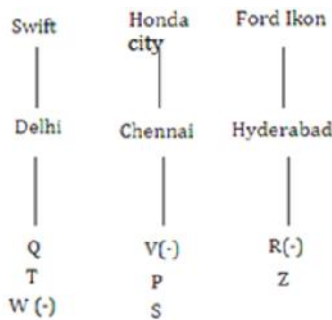 Swift Honda city Ford Ikon
Delhi Chennai Hyderabad
Q V(-) R(-)
T P Z
W (-) S